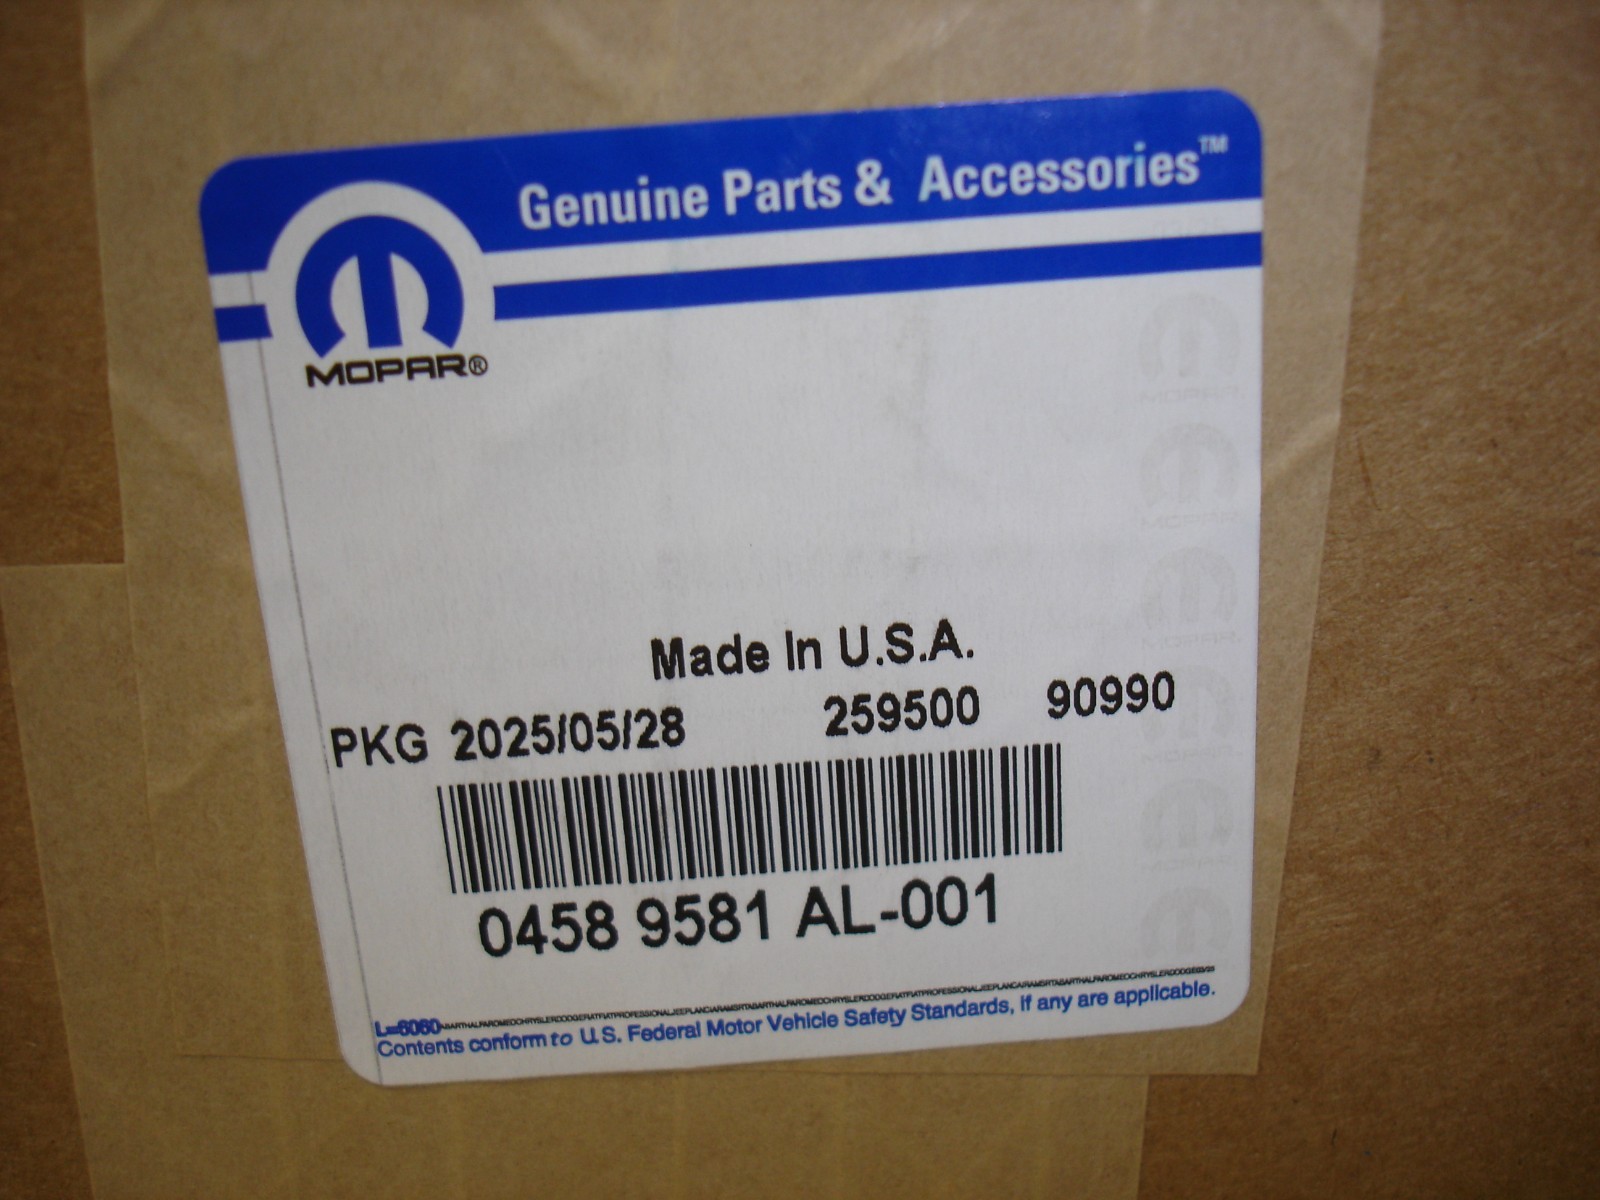 Genuine Parts & Accessories™
MOPAR®
Made In U.S.A.
PKG 2025/05/28 259500 90990
0458 9581 AL-001
L=6060
Contents conform to U.S. Federal Motor Vehicle Safety Standards, if any are applicable.